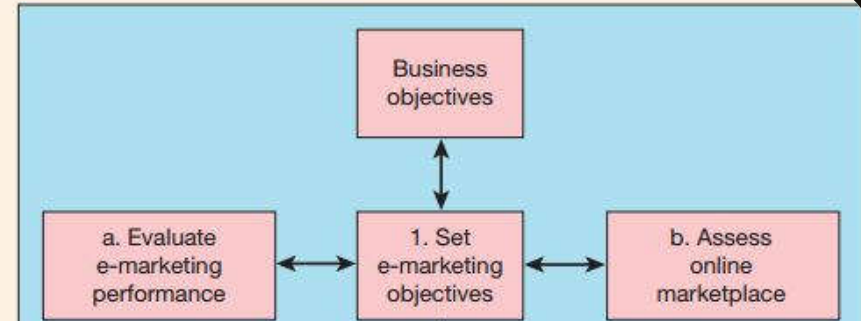 Business
objectives
a. Evaluate
e-marketing
performance
1. Set
e-marketing
objectives
b. Assess
online
marketplace